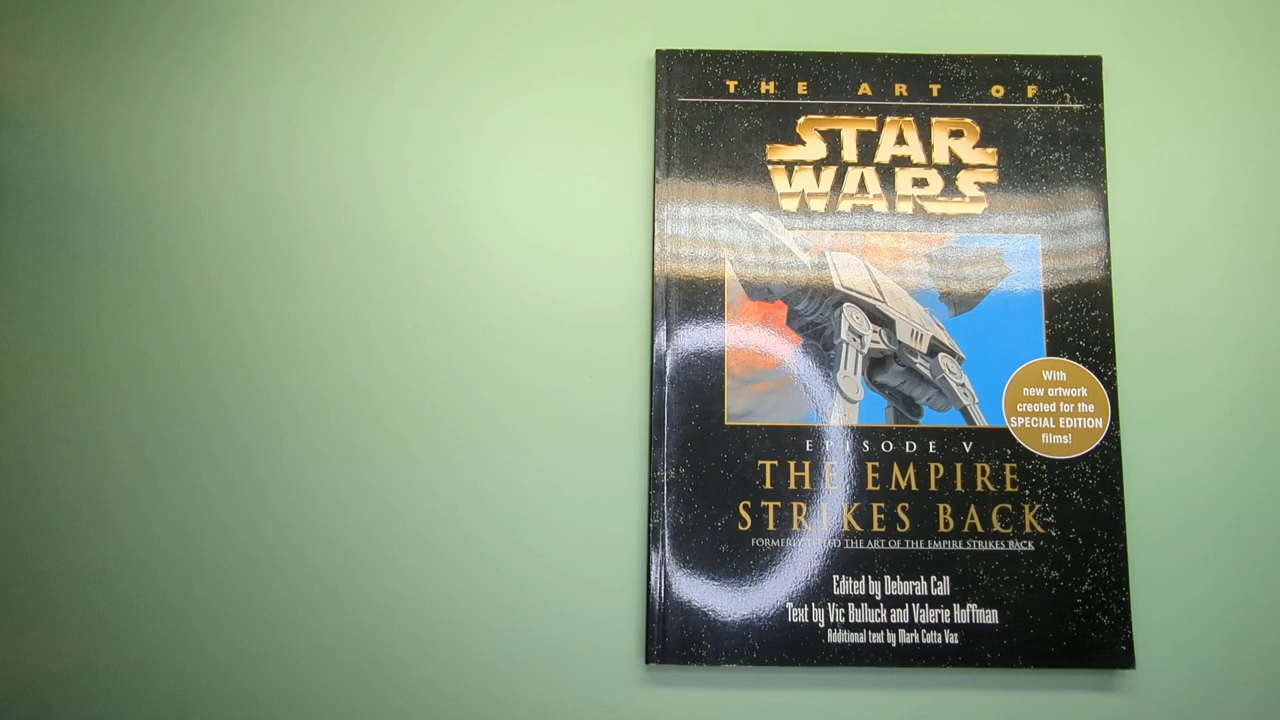 THE ART OF
STAR
WARS
With
new artwork
created for the
SPECIAL EDITION
films!
EPISODE V
THE EMPIRE
STRIKES BACK
FORMERLY TITLED THE ART OF THE EMPIRE STRIKES BACK
Edited by Deborah Call
Text by Vic Bulluck and Valerie Hoffman
Additional text by Mark Cotta Vaz